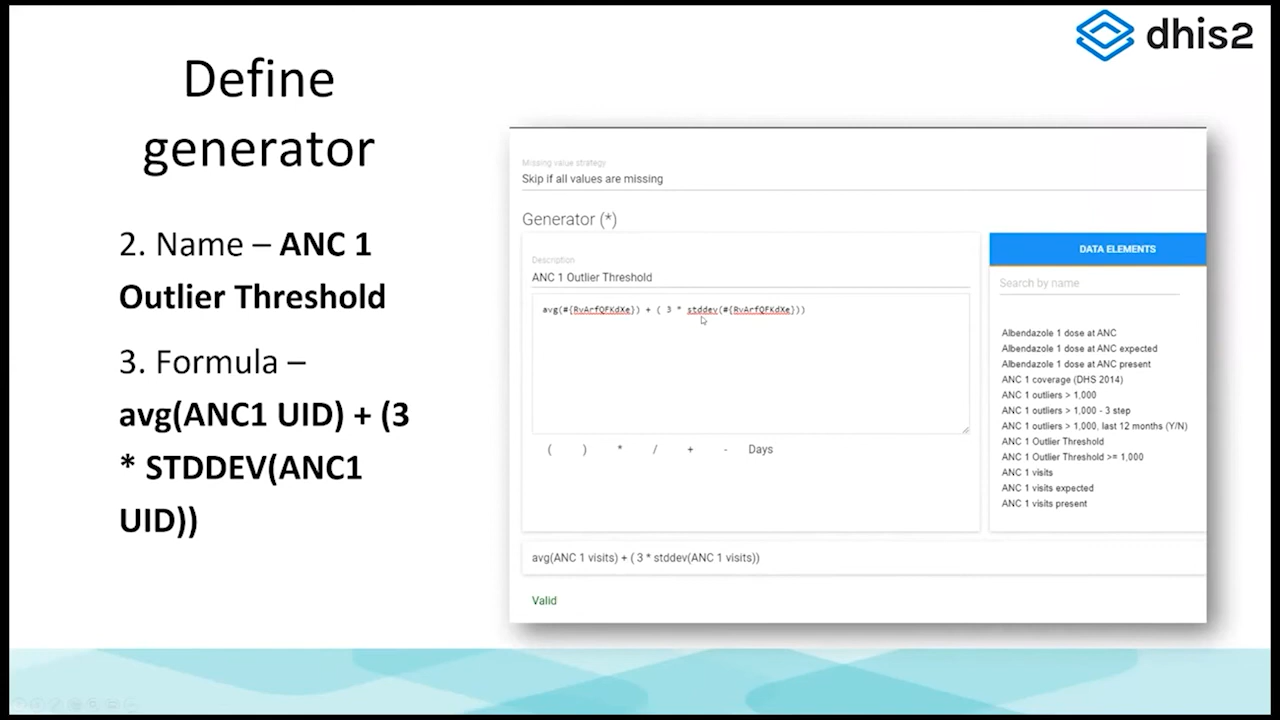 dhis2
Define
generator
2. Name – ANC 1
Outlier Threshold
3. Formula –
avg(ANC1 UID) + (3
* STDDEV(ANC1
UID))
Missing value strategy
Skip if all values are missing
Generator (*)
Description
ANC 1 Outlier Threshold
avg(#{RvArfQFKdXe}) + ( 3 * stddev(#{RvArfQFKdXe}))
( ) * / + - Days
DATA ELEMENTS
Search by name
Albendazole 1 dose at ANC
Albendazole 1 dose at ANC expected
Albendazole 1 dose at ANC present
ANC 1 coverage (DHS 2014)
ANC 1 outliers > 1,000
ANC 1 outliers > 1,000 - 3 step
ANC 1 outliers > 1,000, last 12 months (Y/N)
ANC 1 Outlier Threshold
ANC 1 Outlier Threshold >= 1,000
ANC 1 visits
ANC 1 visits expected
ANC 1 visits present
avg(ANC 1 visits) + ( 3 * stddev(ANC 1 visits))
Valid